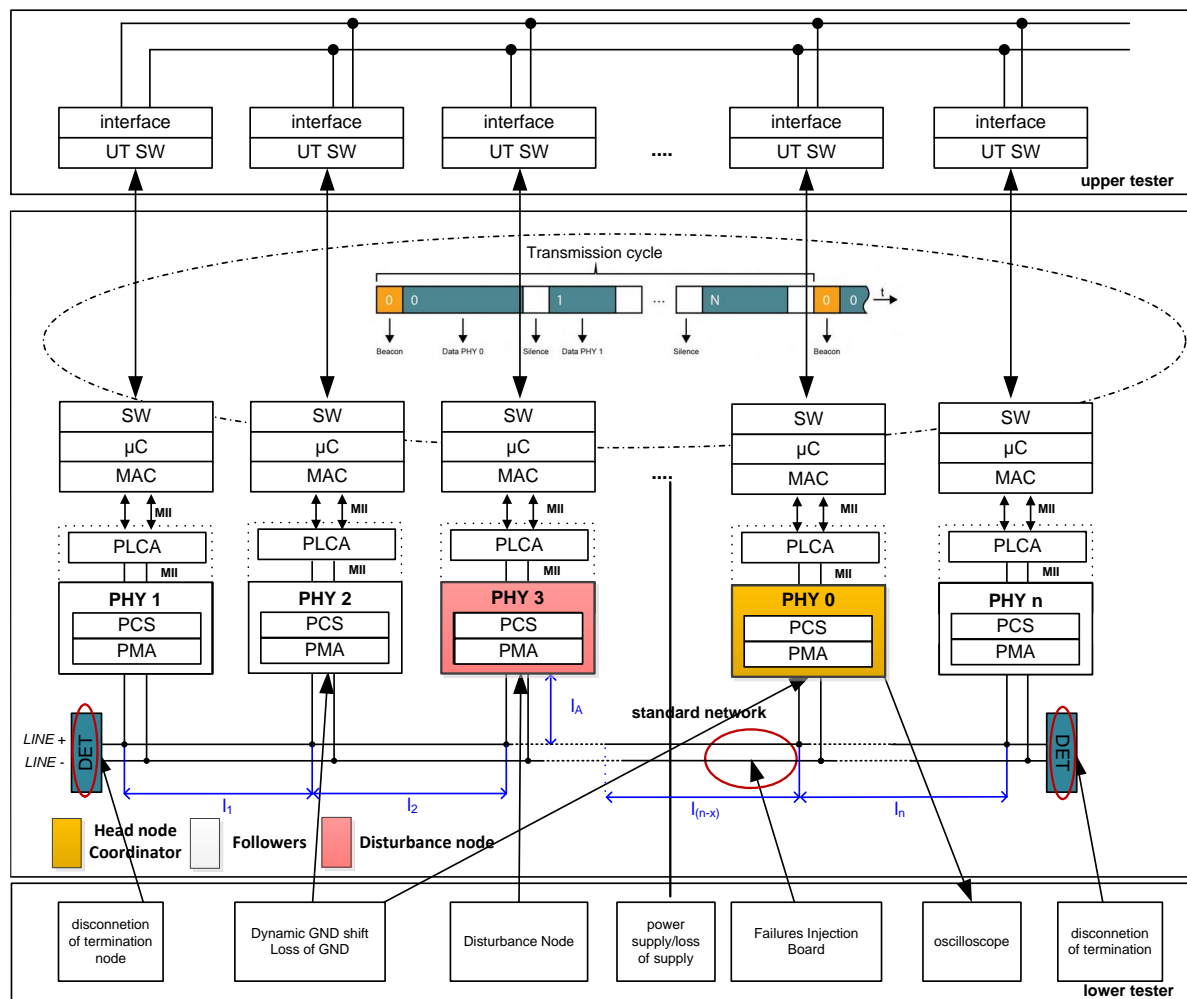 interface
UT SW
interface
UT SW
interface
UT SW
....
interface
UT SW
interface
UT SW
upper tester
Transmission cycle
0
0
1
...
N
0
0
t
Beacon
Data PHY 0
Silence
Data PHY 1
Silence
Beacon
SW
µC
MAC
SW
µC
MAC
SW
µC
MAC
....
SW
µC
MAC
SW
µC
MAC
MII
MII
MII
MII
MII
PLCA
PLCA
PLCA
PLCA
PLCA
MII
MII
MII
MII
MII
PHY 1
PCS
PMA
PHY 2
PCS
PMA
PHY 3
PCS
PMA
PHY 0
PCS
PMA
PHY n
PCS
PMA
lA
standard network
LINE +
LINE -
DET
DET
l1
l2
l(n-x)
ln
Head node
Coordinator
Followers
Disturbance node
disconnetion
of termination
node
Dynamic GND shift
Loss of GND
Disturbance Node
power
supply/loss
of supply
Failures Injection
Board
oscilloscope
disconnetion
of termination
lower tester